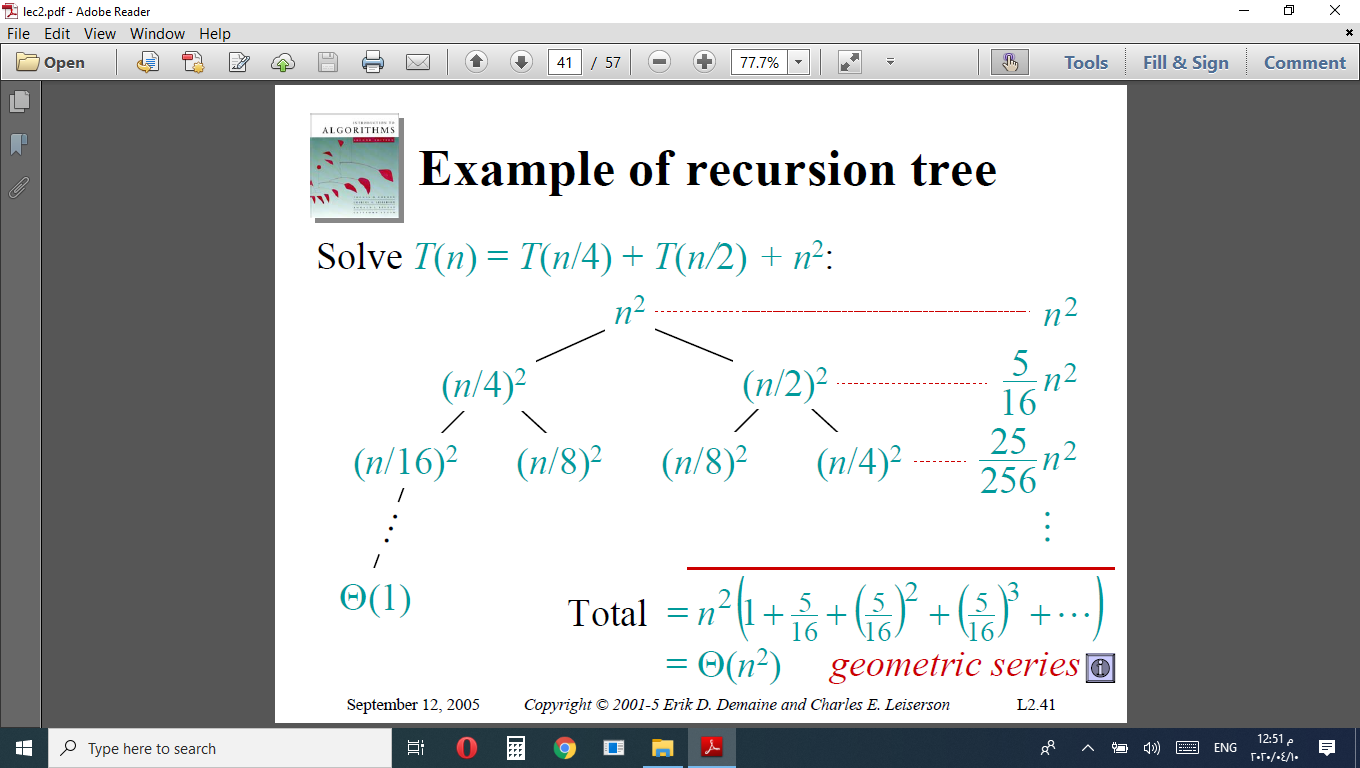 lec2.pdf - Adobe Reader
File Edit View Window Help
Open 41 / 57 77.7% Tools Fill & Sign Comment
INTRODUCTION TO
ALGORITHMS
Example of recursion tree
Solve T(n) = T(n/4) + T(n/2) + n²:
n² n²
(n/4)² (n/2)² 5/16 n²
(n/16)² (n/8)² (n/8)² (n/4)² 25/256 n²
⋮ ⋮
Θ(1)
Total = n²(1 + 5/16 + (5/16)² + (5/16)³ + ⋯)
= Θ(n²) geometric series
September 12, 2005 Copyright © 2001-5 Erik D. Demaine and Charles E. Leiserson L2.41
Type here to search ENG 12:51 م
٢٠٢٠/٠٤/١٠